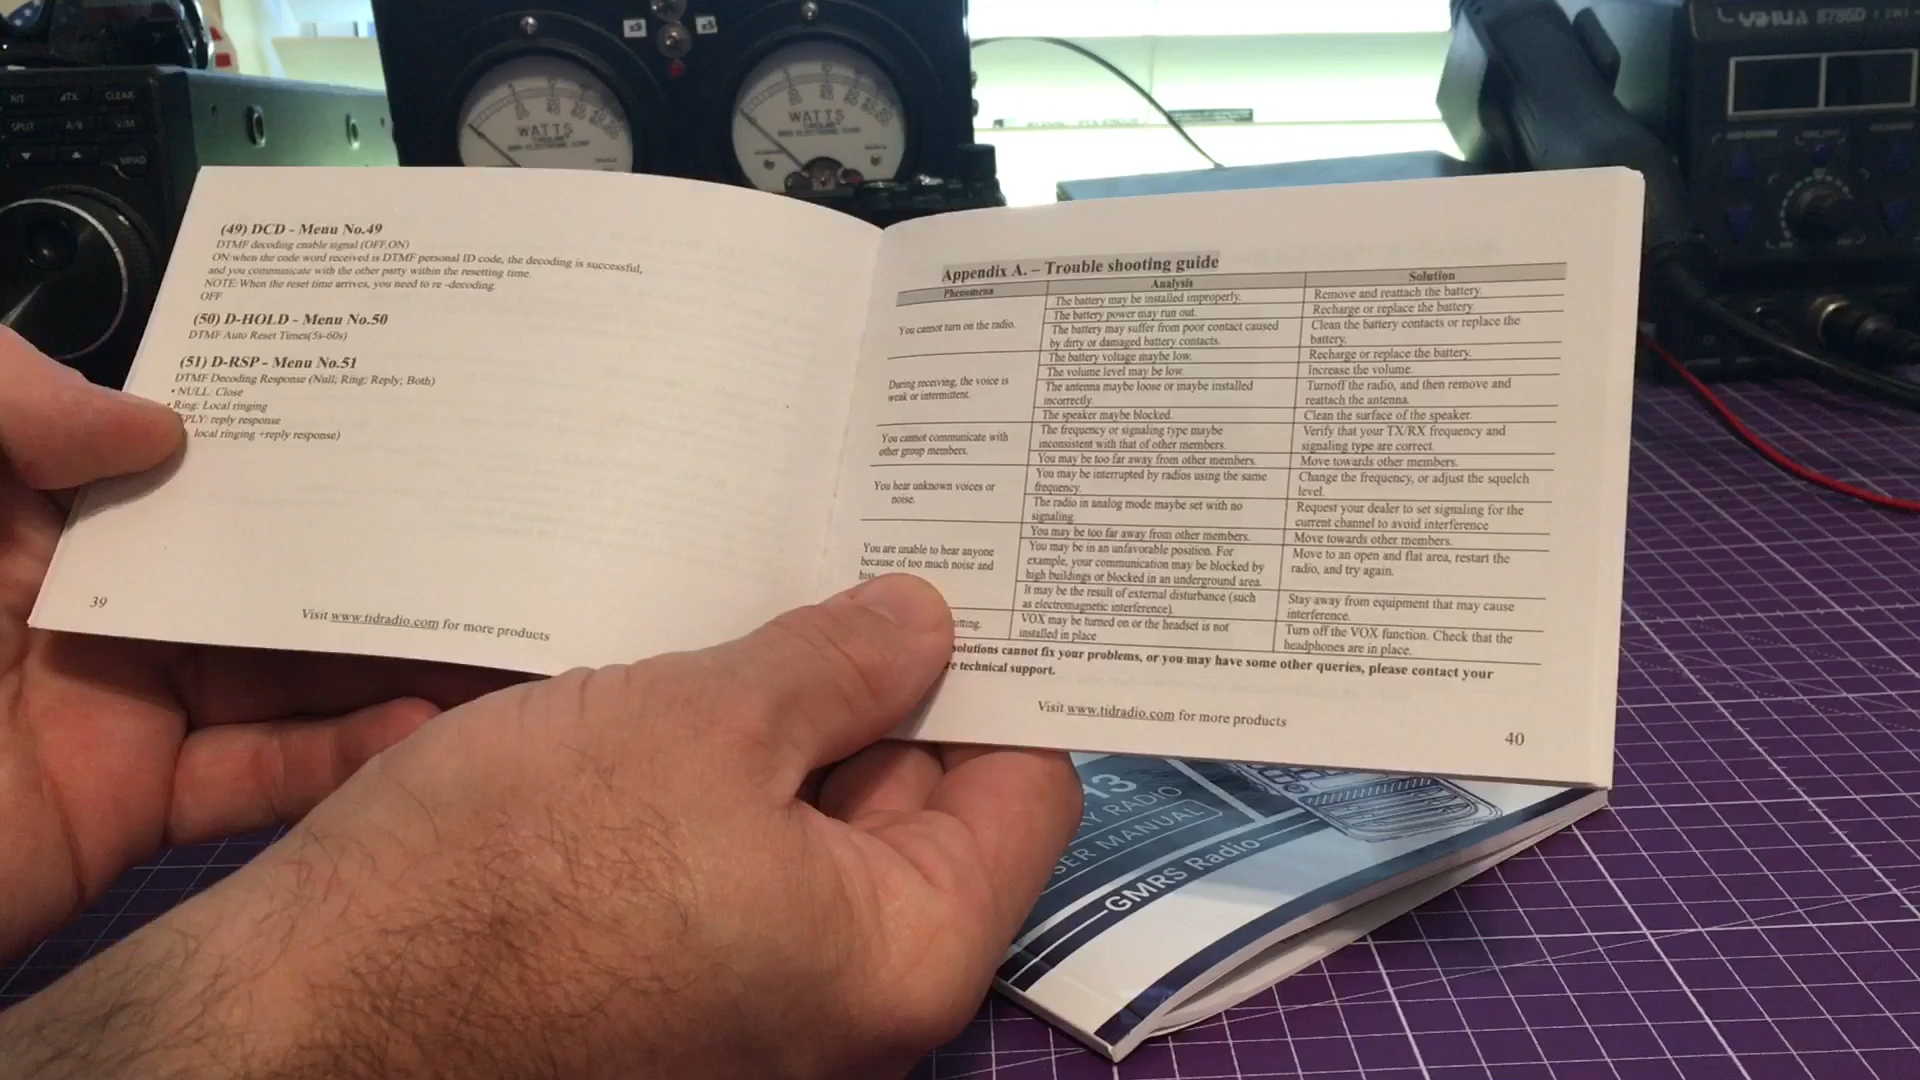 RIT
CLEAR
SPLIT
A/B
V/M
MPAD
WATTS
WATTS
YIHUA
(49) DCD - Menu No.49
DTMF decoding enable signal (OFF,ON)
ON:when the code word received is DTMF personal ID code, the decoding is successful,
and you communicate with the other party within the resetting time.
NOTE:When the reset time arrives, you need to re -decoding.
OFF
(50) D-HOLD - Menu No.50
DTMF Auto Reset Times(5s-60s)
(51) D-RSP - Menu No.51
DTMF Decoding Response (Null; Ring; Reply; Both)
• NULL: Close
• Ring: Local ringing
PLY: reply response
local ringing +reply response)
39
Visit www.tidradio.com for more products
Appendix A. – Trouble shooting guide
Phenomena Analysis Solution
You cannot turn on the radio.
The battery may be installed improperly. Remove and reattach the battery.
The battery power may run out. Recharge or replace the battery.
The battery may suffer from poor contact caused
by dirty or damaged battery contacts.
Clean the battery contacts or replace the
battery.
During receiving, the voice is
weak or intermittent.
The battery voltage maybe low. Recharge or replace the battery.
The volume level may be low. Increase the volume.
The antenna maybe loose or maybe installed
incorrectly.
Turnoff the radio, and then remove and
reattach the antenna.
The speaker maybe blocked. Clean the surface of the speaker.
You cannot communicate with
other group members.
The frequency or signaling type maybe
inconsistent with that of other members.
Verify that your TX/RX frequency and
signaling type are correct.
You may be too far away from other members. Move towards other members.
You hear unknown voices or
noise.
You may be interrupted by radios using the same
frequency.
Change the frequency, or adjust the squelch
level.
The radio in analog mode maybe set with no
signaling.
Request your dealer to set signaling for the
current channel to avoid interference
You are unable to hear anyone
because of too much noise and
hiss
You may be too far away from other members. Move towards other members.
You may be in an unfavorable position. For
example, your communication may be blocked by
high buildings or blocked in an underground area.
Move to an open and flat area, restart the
radio, and try again.
It may be the result of external disturbance (such
as electromagnetic interference).
Stay away from equipment that may cause
interference.
itting.
VOX may be turned on or the headset is not
installed in place
Turn off the VOX function. Check that the
headphones are in place.
solutions cannot fix your problems, or you may have some other queries, please contact your
re technical support.
Visit www.tidradio.com for more products
40
3
AY RADIO
SER MANUAL
GMRS Radio